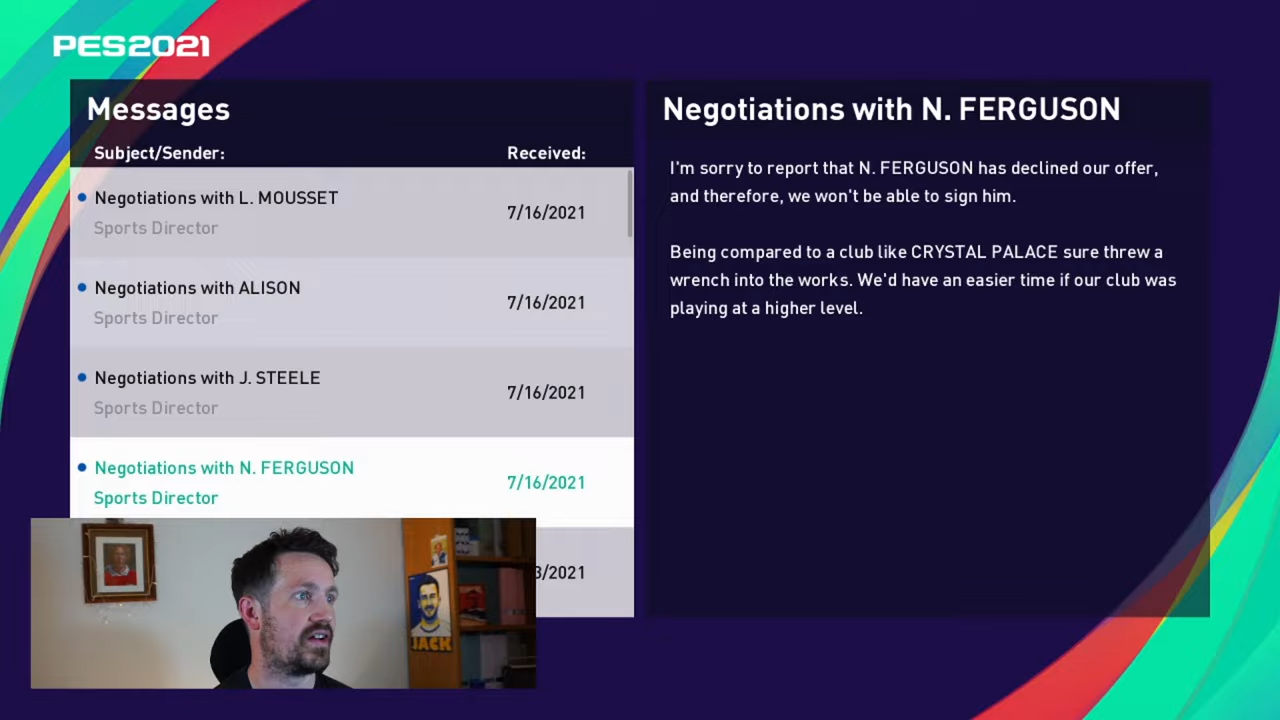 PES2021
Messages
Subject/Sender:
Received:
Negotiations with L. MOUSSET
Sports Director
7/16/2021
Negotiations with ALISON
Sports Director
7/16/2021
Negotiations with J. STEELE
Sports Director
7/16/2021
Negotiations with N. FERGUSON
Sports Director
7/16/2021
3/2021
JACK
Negotiations with N. FERGUSON
I'm sorry to report that N. FERGUSON has declined our offer,
and therefore, we won't be able to sign him.
Being compared to a club like CRYSTAL PALACE sure threw a
wrench into the works. We'd have an easier time if our club was
playing at a higher level.